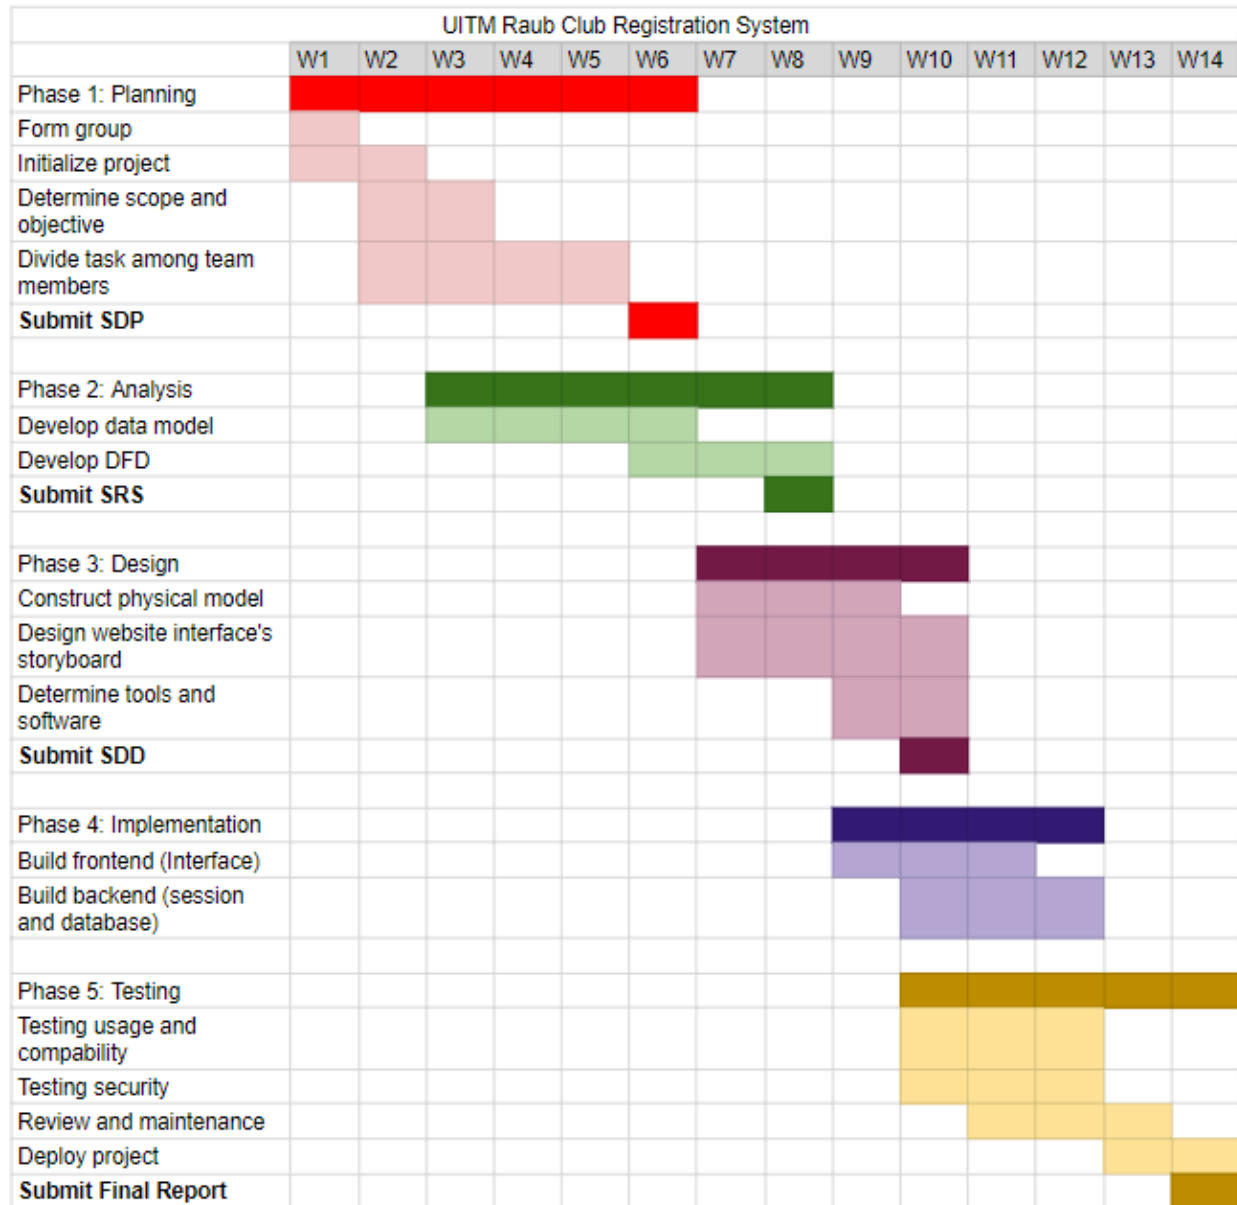 UITM Raub Club Registration System
W1 W2 W3 W4 W5 W6 W7 W8 W9 W10 W11 W12 W13 W14
Phase 1: Planning
Form group
Initialize project
Determine scope and
objective
Divide task among team
members
Submit SDP
Phase 2: Analysis
Develop data model
Develop DFD
Submit SRS
Phase 3: Design
Construct physical model
Design website interface's
storyboard
Determine tools and
software
Submit SDD
Phase 4: Implementation
Build frontend (Interface)
Build backend (session
and database)
Phase 5: Testing
Testing usage and
compability
Testing security
Review and maintenance
Deploy project
Submit Final Report